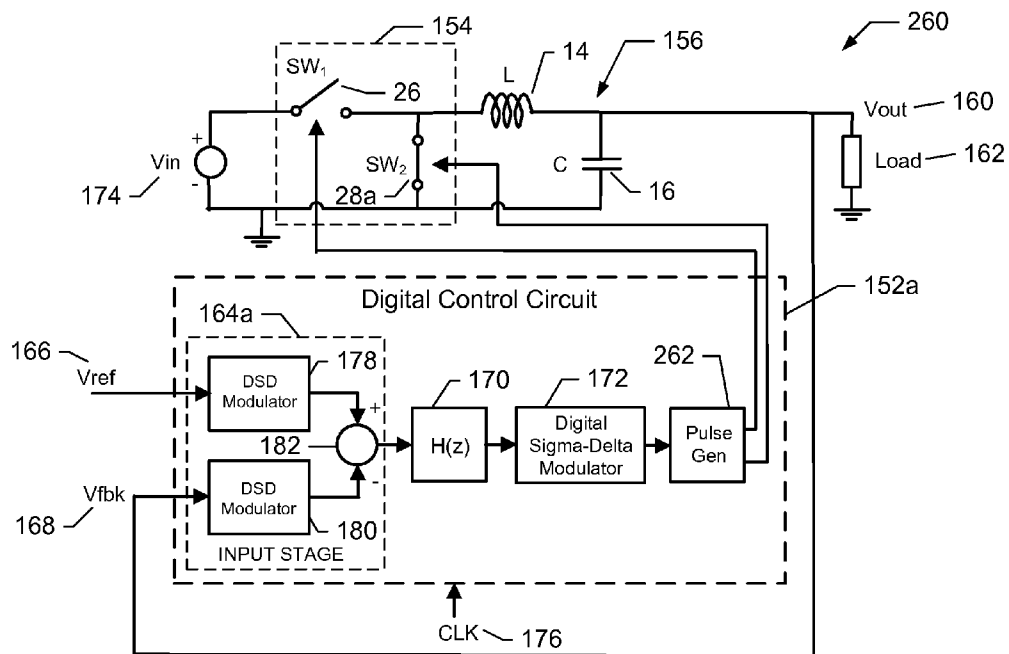 154
260
SW1
26
14
L
156
Vout
160
+
Vin
-
174
SW2
28a
C
16
Load
162
Digital Control Circuit
152a
164a
166
Vref
DSD
Modulator
178
+
182
170
H(z)
172
Digital
Sigma-Delta
Modulator
262
Pulse
Gen
-
Vfbk
168
DSD
Modulator
180
INPUT STAGE
CLK
176